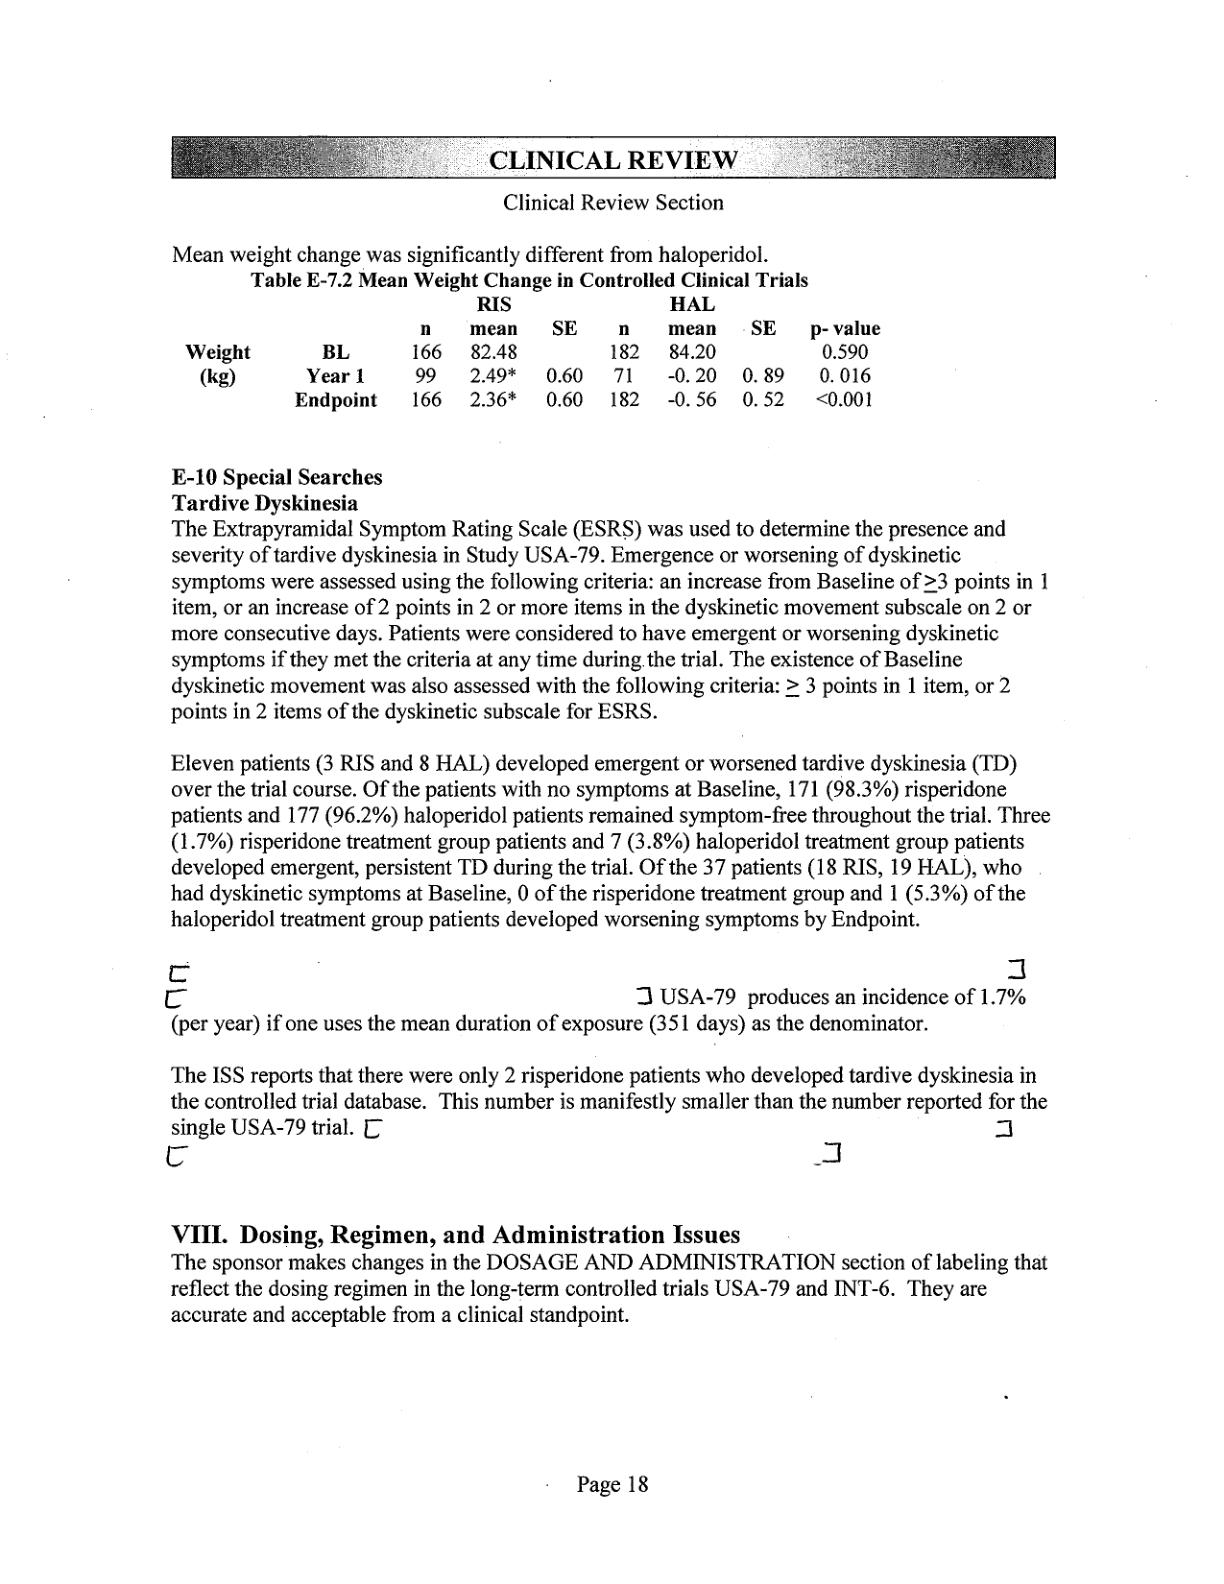 CLINICAL REVIEW
Clinical Review Section
Mean weight change was significantly different from haloperidol.
Table E-7.2 Mean Weight Change in Controlled Clinical Trials
RIS HAL
n mean SE n mean SE p- value
Weight BL 166 82.48 182 84.20 0.590
(kg) Year 1 99 2.49* 0.60 71 -0. 20 0. 89 0. 016
Endpoint 166 2.36* 0.60 182 -0. 56 0. 52 <0.001
E-10 Special Searches
Tardive Dyskinesia
The Extrapyramidal Symptom Rating Scale (ESRS) was used to determine the presence and
severity of tardive dyskinesia in Study USA-79. Emergence or worsening of dyskinetic
symptoms were assessed using the following criteria: an increase from Baseline of ≥3 points in 1
item, or an increase of 2 points in 2 or more items in the dyskinetic movement subscale on 2 or
more consecutive days. Patients were considered to have emergent or worsening dyskinetic
symptoms if they met the criteria at any time during the trial. The existence of Baseline
dyskinetic movement was also assessed with the following criteria: ≥ 3 points in 1 item, or 2
points in 2 items of the dyskinetic subscale for ESRS.
Eleven patients (3 RIS and 8 HAL) developed emergent or worsened tardive dyskinesia (TD)
over the trial course. Of the patients with no symptoms at Baseline, 171 (98.3%) risperidone
patients and 177 (96.2%) haloperidol patients remained symptom-free throughout the trial. Three
(1.7%) risperidone treatment group patients and 7 (3.8%) haloperidol treatment group patients
developed emergent, persistent TD during the trial. Of the 37 patients (18 RIS, 19 HAL), who
had dyskinetic symptoms at Baseline, 0 of the risperidone treatment group and 1 (5.3%) of the
haloperidol treatment group patients developed worsening symptoms by Endpoint.
[ ]
[ ] USA-79 produces an incidence of 1.7%
(per year) if one uses the mean duration of exposure (351 days) as the denominator.
The ISS reports that there were only 2 risperidone patients who developed tardive dyskinesia in
the controlled trial database. This number is manifestly smaller than the number reported for the
single USA-79 trial. [ ]
[ ]
VIII. Dosing, Regimen, and Administration Issues
The sponsor makes changes in the DOSAGE AND ADMINISTRATION section of labeling that
reflect the dosing regimen in the long-term controlled trials USA-79 and INT-6. They are
accurate and acceptable from a clinical standpoint.
Page 18